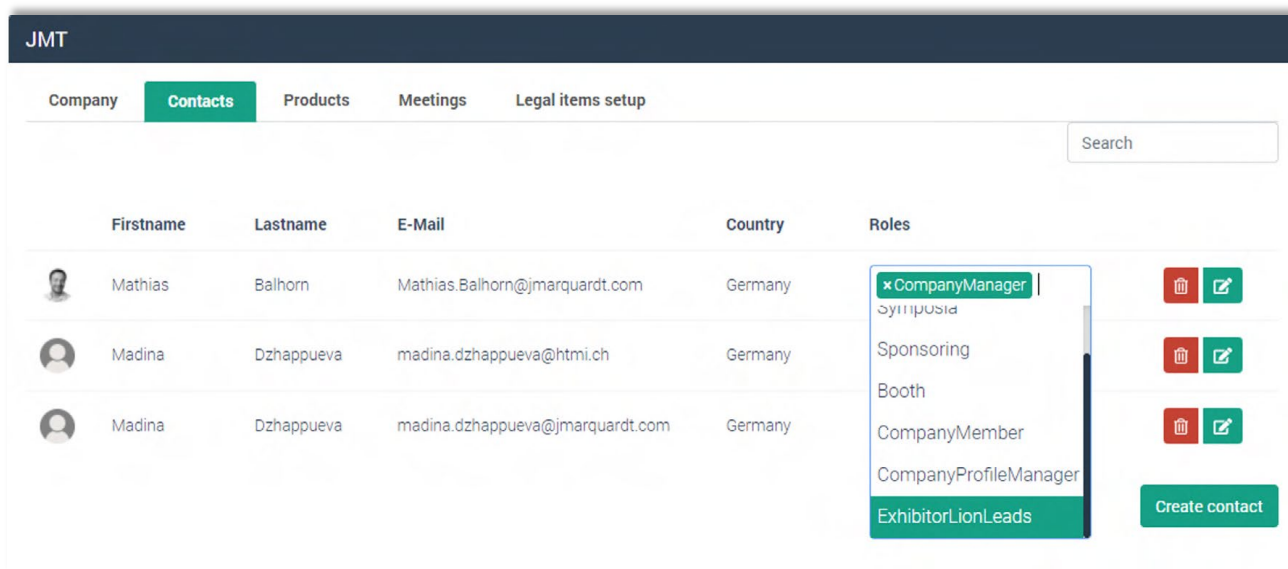 JMT
Company Contacts Products Meetings Legal items setup
Search
Firstname Lastname E-Mail Country Roles
Mathias Balhorn Mathias.Balhorn@jmarquardt.com Germany ×CompanyManager
Symposia
Madina Dzhappueva madina.dzhappueva@htmi.ch Germany Sponsoring
Booth
Madina Dzhappueva madina.dzhappueva@jmarquardt.com Germany CompanyMember
CompanyProfileManager
ExhibitorLionLeads
Create contact